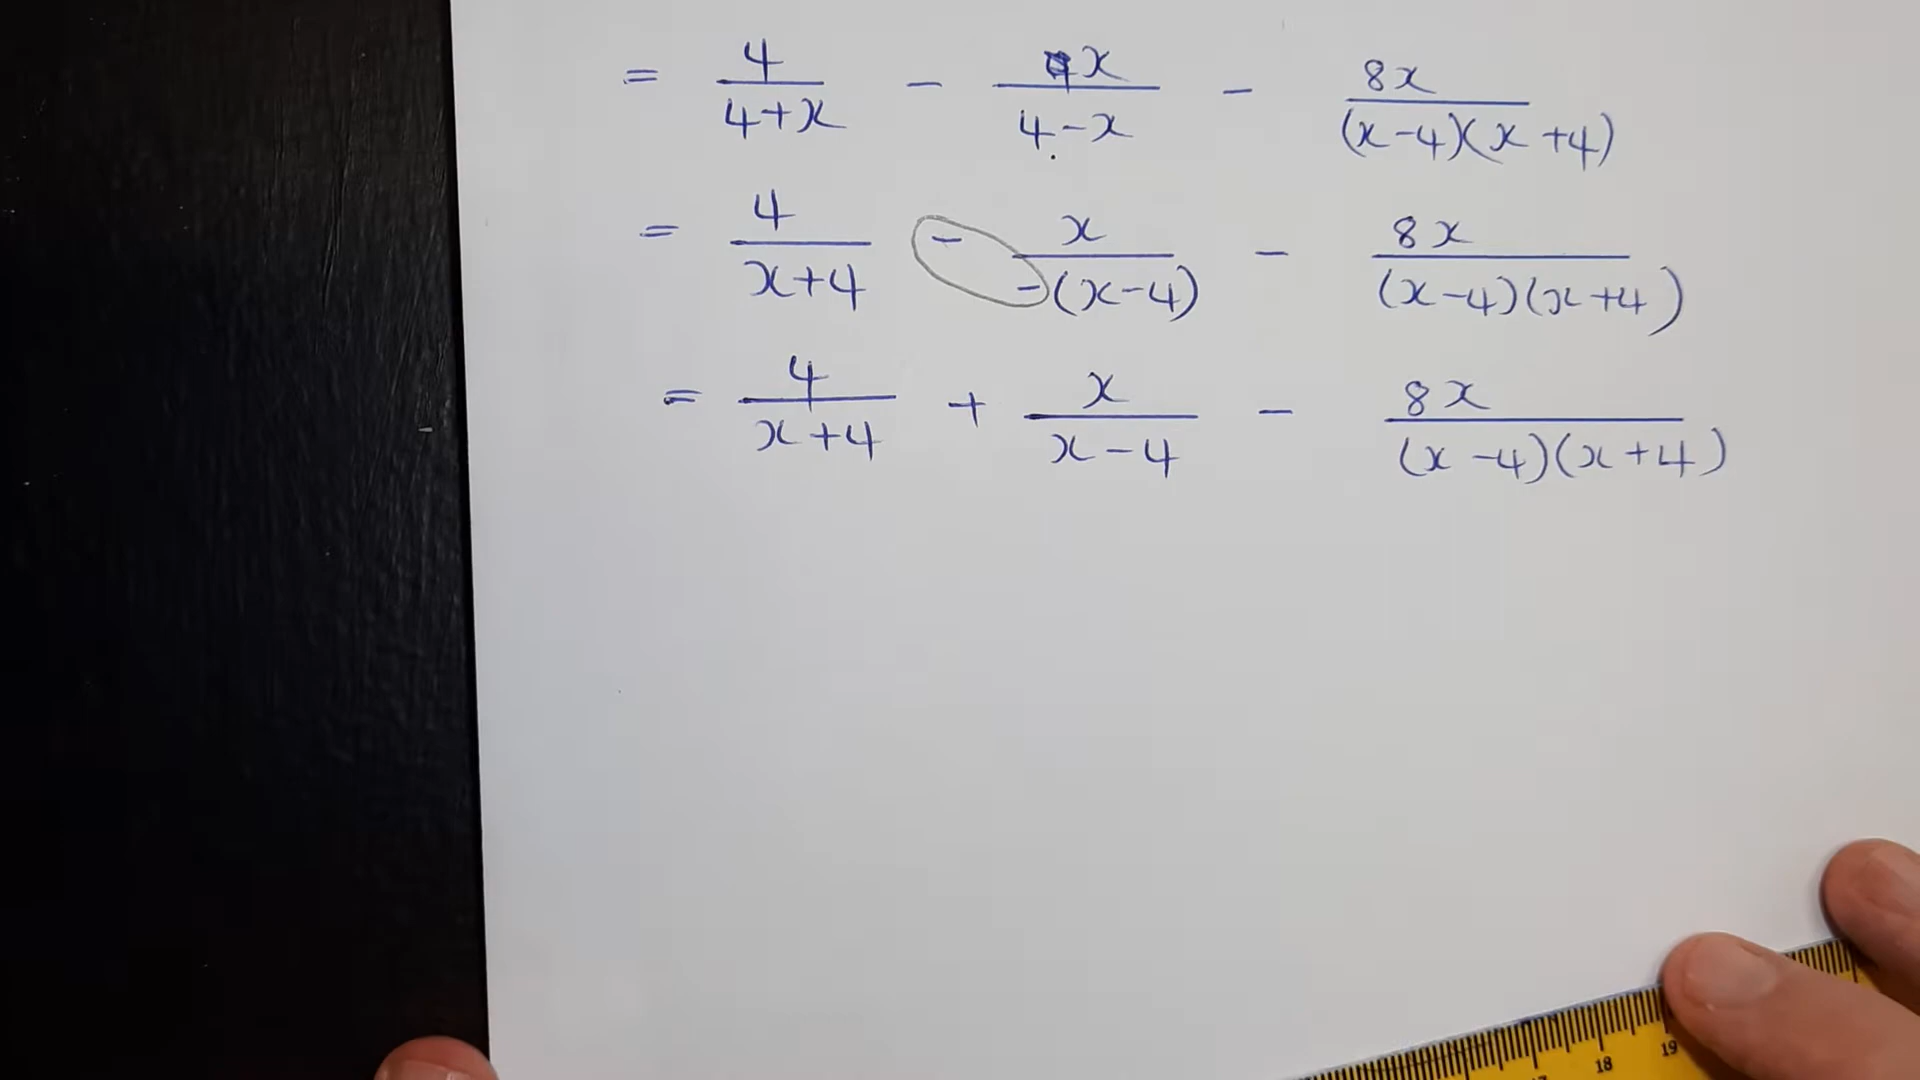 = 4/(4+x) - x/(4-x) - 8x/((x-4)(x+4))
= 4/(x+4) - x/(-(x-4)) - 8x/((x-4)(x+4))
= 4/(x+4) + x/(x-4) - 8x/((x-4)(x+4))
18 19